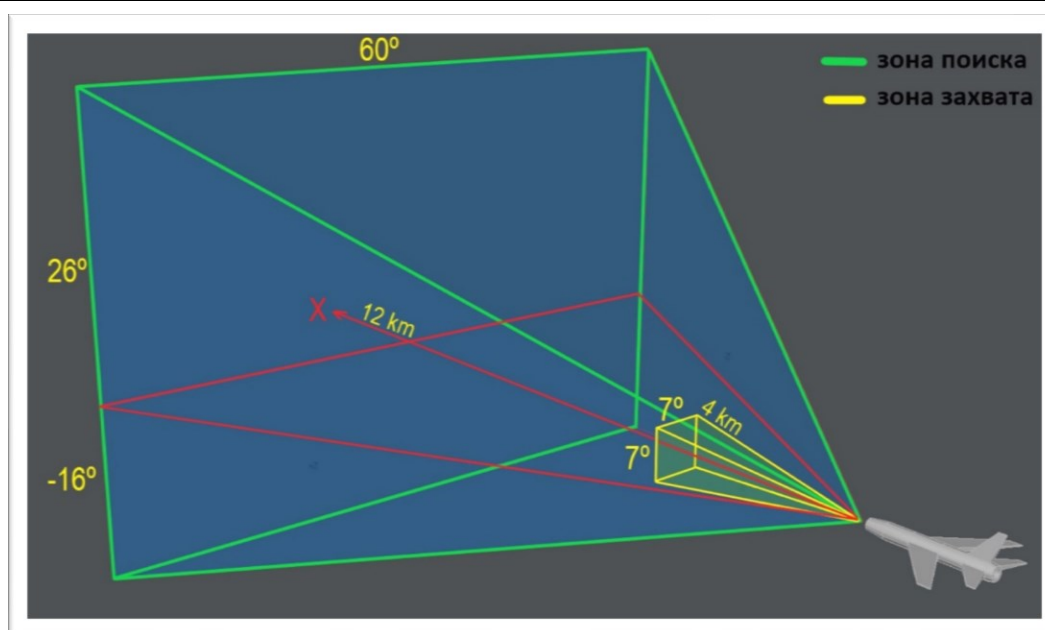 60º
зона поиска
зона захвата
26º
X
12 km
7º
4 km
7º
-16º